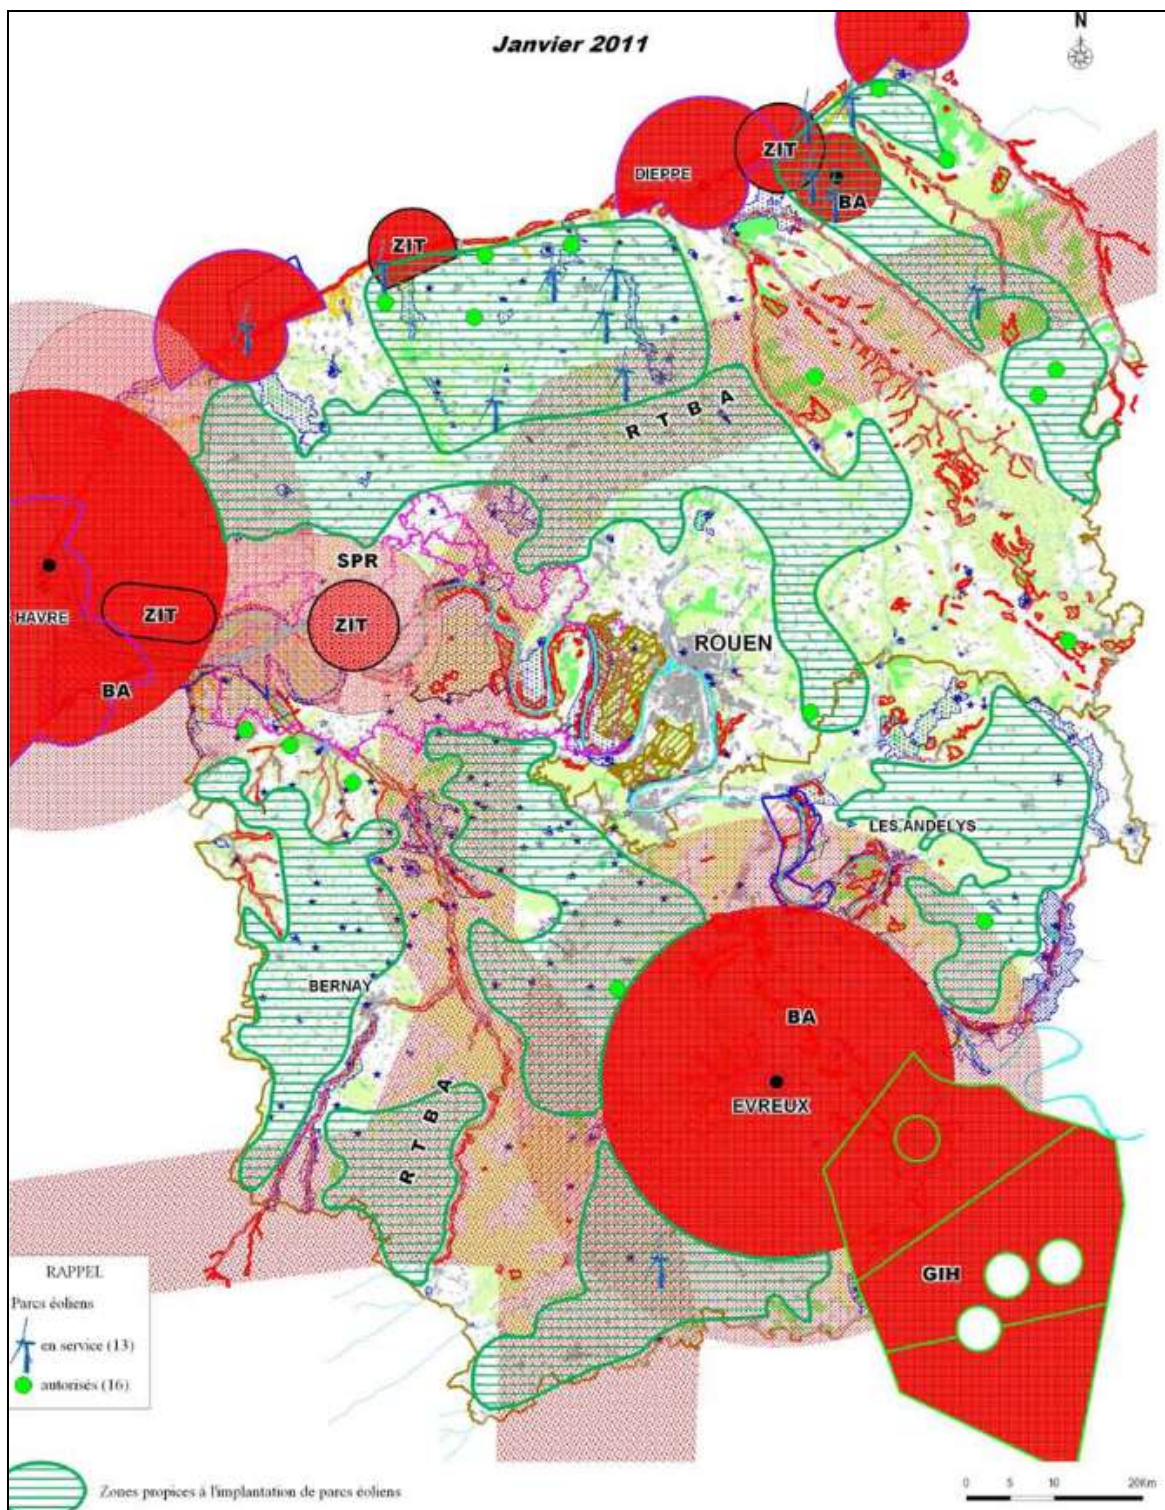 Janvier 2011
N
ZIT
DIEPPE
BA
ZIT
R T B A
SPR
ZIT
ZIT
HAVRE
ROUEN
BA
LES ANDELYS
BERNAY
BA
EVREUX
R T B A
GIH
RAPPEL
Parcs éoliens
en service (13)
autorisés (16)
Zones propices à l'implantation de parcs éoliens
0 5 10 20Km